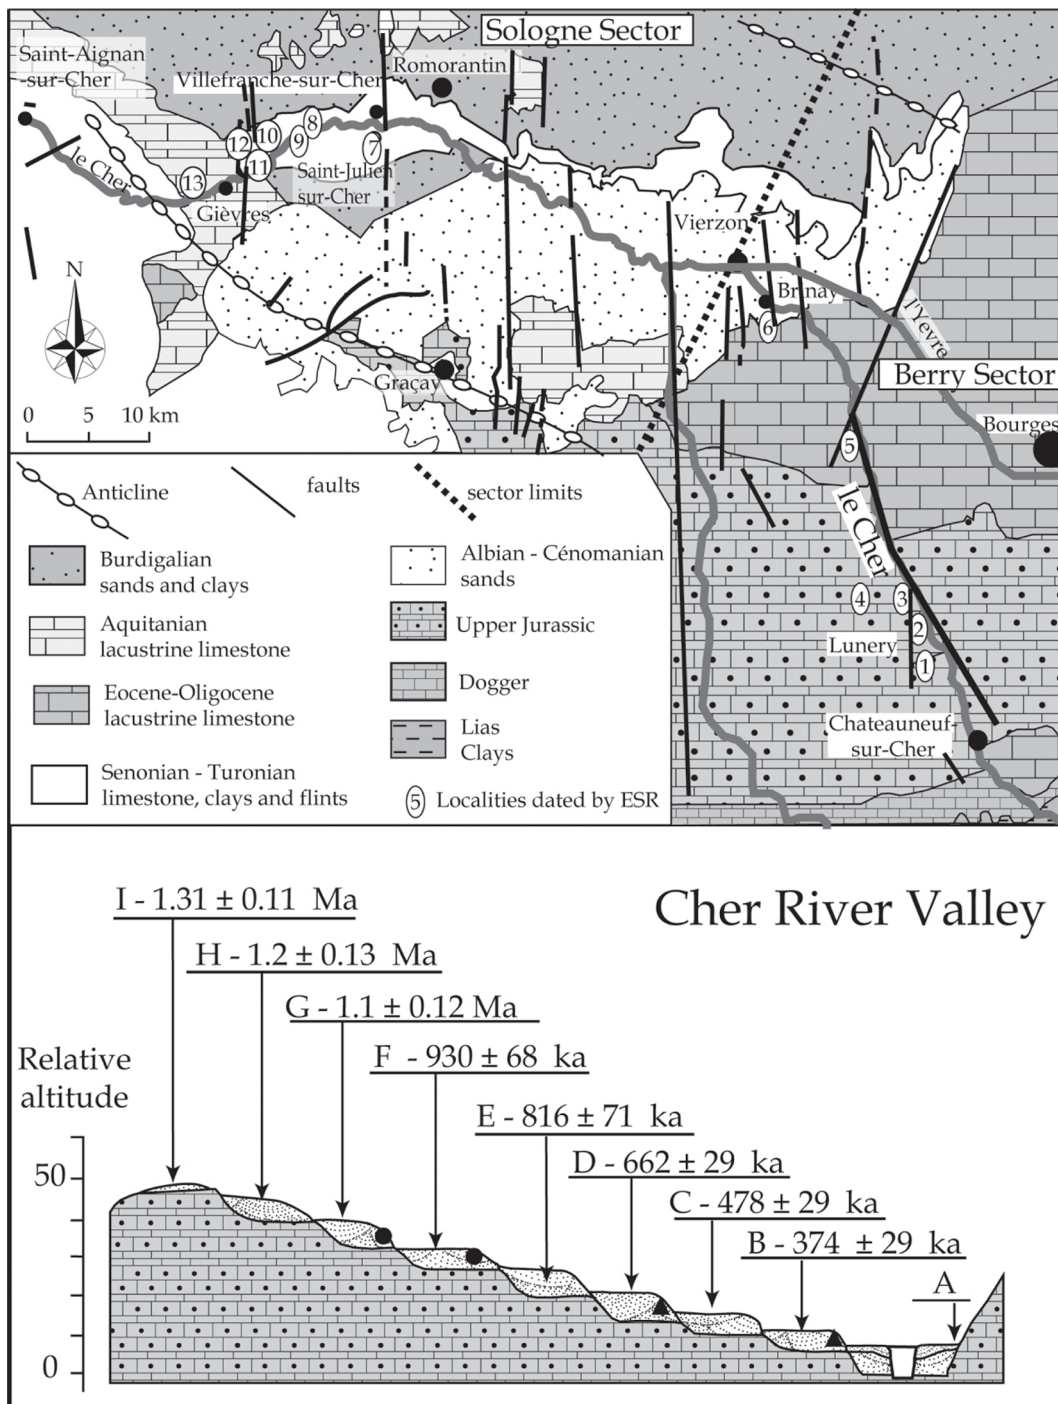 Sologne Sector
Saint-Aignan
-sur-Cher
Villefranche-sur-Cher
Romorantin
8
10
12
9
7
11
13
le Cher
Saint-Julien
sur-Cher
Gièvres
Vierzon
N
Brinay
6
l'Yevre
Graçay
Berry Sector
0 5 10 km
Bourges
5
le Cher
4
3
2
Lunery
1
Chateauneuf-
sur-Cher
Anticline
faults
sector limits
Burdigalian
sands and clays
Albian - Cénomanian
sands
Aquitanian
lacustrine limestone
Upper Jurassic
Eocene-Oligocene
lacustrine limestone
Dogger
Lias
Clays
Senonian - Turonian
limestone, clays and flints
5 Localities dated by ESR
Cher River Valley
I - 1.31 ± 0.11 Ma
H - 1.2 ± 0.13 Ma
G - 1.1 ± 0.12 Ma
F - 930 ± 68 ka
Relative
altitude
E - 816 ± 71 ka
D - 662 ± 29 ka
C - 478 ± 29 ka
B - 374 ± 29 ka
A
50
0